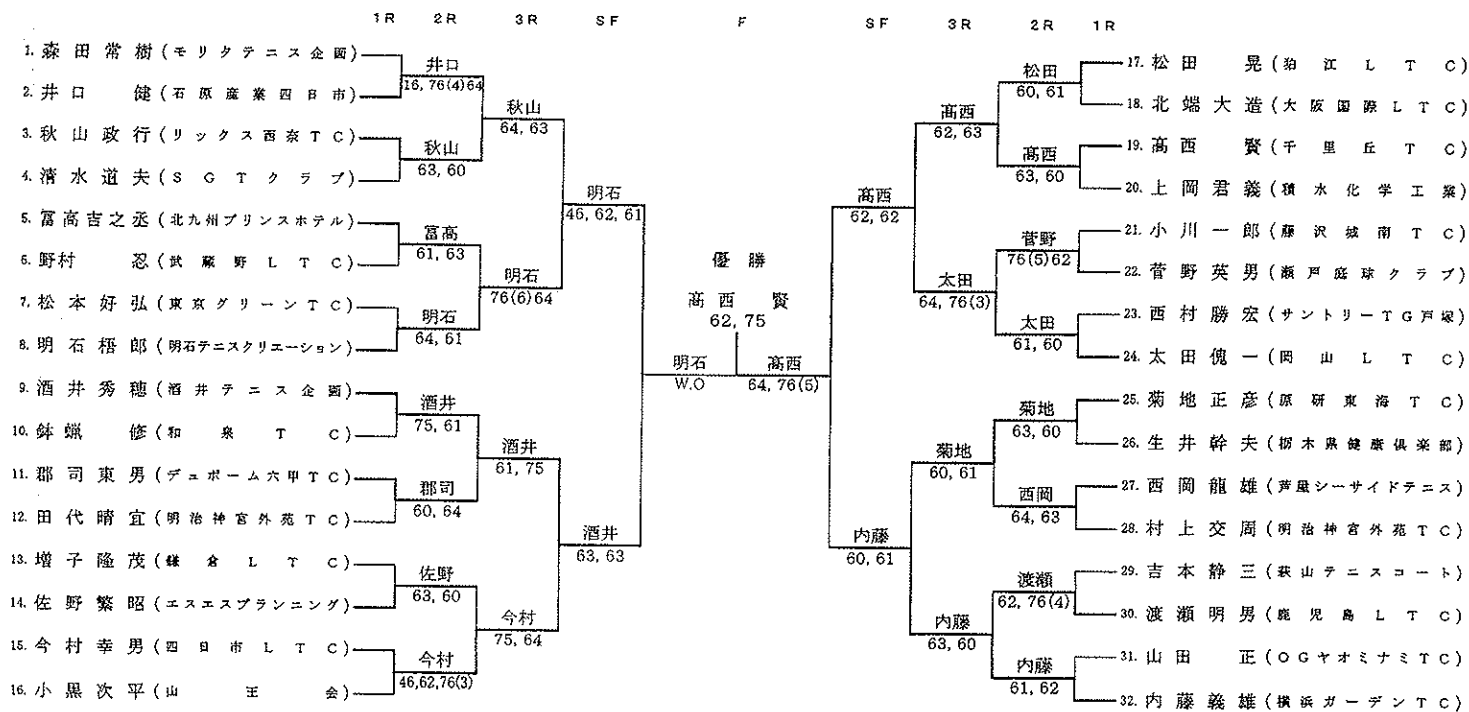 1R 2R 3R SF F SF 3R 2R 1R
1. 森田常樹 (モリタテニス企画)
2. 井口 健 (石原産業四日市)
3. 秋山政行 (リックス西奈TC)
4. 清水道夫 (SGTクラブ)
5. 冨高吉之丞 (北九州プリンスホテル)
6. 野村 忍 (武蔵野LTC)
7. 松本好弘 (東京グリーンTC)
8. 明石梧郎 (明石テニスクリエーション)
9. 酒井秀穂 (酒井テニス企画)
10. 鉢蝋 修 (和泉TC)
11. 郡司東男 (デュポーム六甲TC)
12. 田代晴宜 (明治神宮外苑TC)
13. 増子隆茂 (鎌倉LTC)
14. 佐野繁昭 (エスエスプランニング)
15. 今村幸男 (四日市LTC)
16. 小黒次平 (山王会)
井口
16, 76(4)64
秋山
63, 60
冨高
61, 63
明石
64, 61
酒井
75, 61
郡司
60, 64
佐野
63, 60
今村
46,62,76(3)
秋山
64, 63
明石
76(6)64
酒井
61, 75
今村
75, 64
明石
46, 62, 61
酒井
63, 63
明石
W.O
優勝
髙西賢
62, 75
髙西
64, 76(5)
髙西
62, 62
内藤
60, 61
髙西
62, 63
太田
64, 76(3)
菊地
60, 61
内藤
63, 60
松田
60, 61
髙西
63, 60
菅野
76(5)62
太田
61, 60
菊地
63, 60
西岡
64, 63
渡瀬
62, 76(4)
内藤
61, 62
17. 松田 晃 (狛江LTC)
18. 北端大造 (大阪国際LTC)
19. 髙西 賢 (千里丘TC)
20. 上岡君義 (積水化学工業)
21. 小川一郎 (藤沢城南TC)
22. 菅野英男 (瀬戸庭球クラブ)
23. 西村勝宏 (サントリーTG戸塚)
24. 太田傀一 (岡山LTC)
25. 菊地正彦 (原研東海TC)
26. 生井幹夫 (栃木県健康倶楽部)
27. 西岡龍雄 (芦屋シーサイドテニス)
28. 村上交周 (明治神宮外苑TC)
29. 吉本静三 (萩山テニスコート)
30. 渡瀬明男 (鹿児島LTC)
31. 山田 正 (OGヤオミナミTC)
32. 内藤義雄 (横浜ガーデンTC)